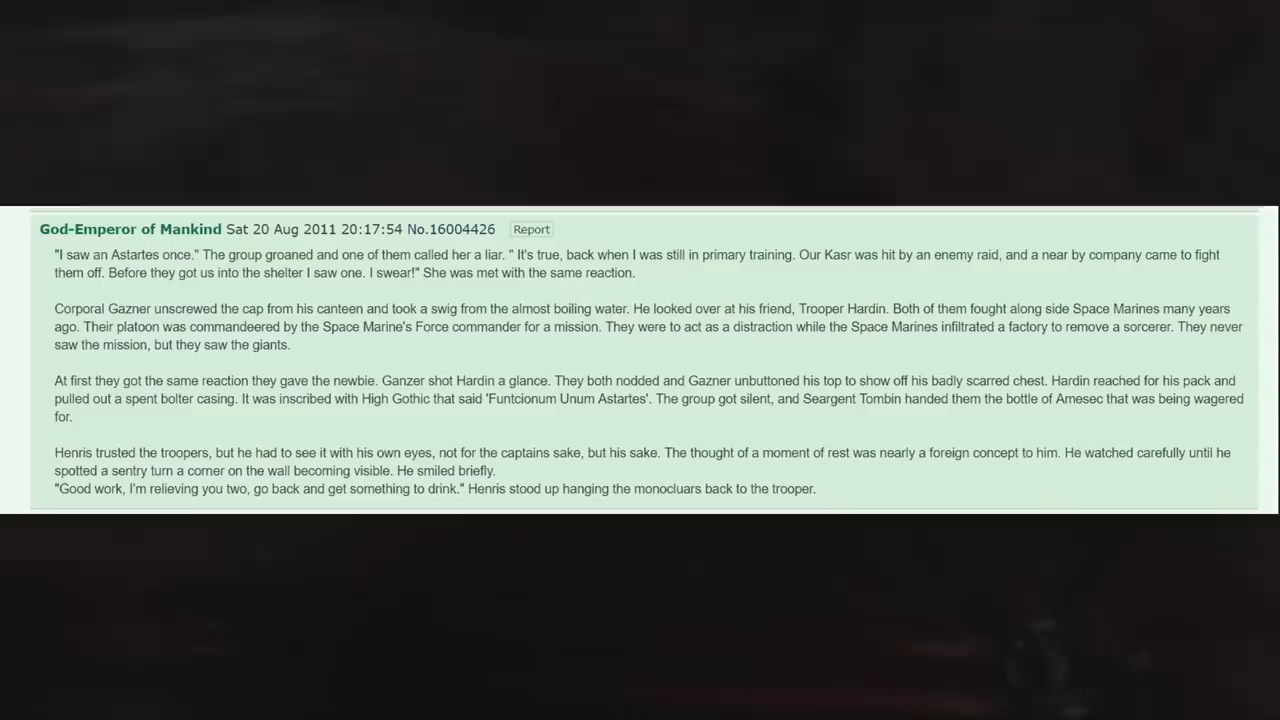 God-Emperor of Mankind Sat 20 Aug 2011 20:17:54 No.16004426 Report
"I saw an Astartes once." The group groaned and one of them called her a liar. " It's true, back when I was still in primary training. Our Kasr was hit by an enemy raid, and a near by company came to fight
them off. Before they got us into the shelter I saw one. I swear!" She was met with the same reaction.
Corporal Gazner unscrewed the cap from his canteen and took a swig from the almost boiling water. He looked over at his friend, Trooper Hardin. Both of them fought along side Space Marines many years
ago. Their platoon was commandeered by the Space Marine's Force commander for a mission. They were to act as a distraction while the Space Marines infiltrated a factory to remove a sorcerer. They never
saw the mission, but they saw the giants.
At first they got the same reaction they gave the newbie. Ganzer shot Hardin a glance. They both nodded and Gazner unbuttoned his top to show off his badly scarred chest. Hardin reached for his pack and
pulled out a spent bolter casing. It was inscribed with High Gothic that said 'Funtcionum Unum Astartes'. The group got silent, and Seargent Tombin handed them the bottle of Amesec that was being wagered
for.
Henris trusted the troopers, but he had to see it with his own eyes, not for the captains sake, but his sake. The thought of a moment of rest was nearly a foreign concept to him. He watched carefully until he
spotted a sentry turn a corner on the wall becoming visible. He smiled briefly.
"Good work, I'm relieving you two, go back and get something to drink." Henris stood up hanging the monocluars back to the trooper.